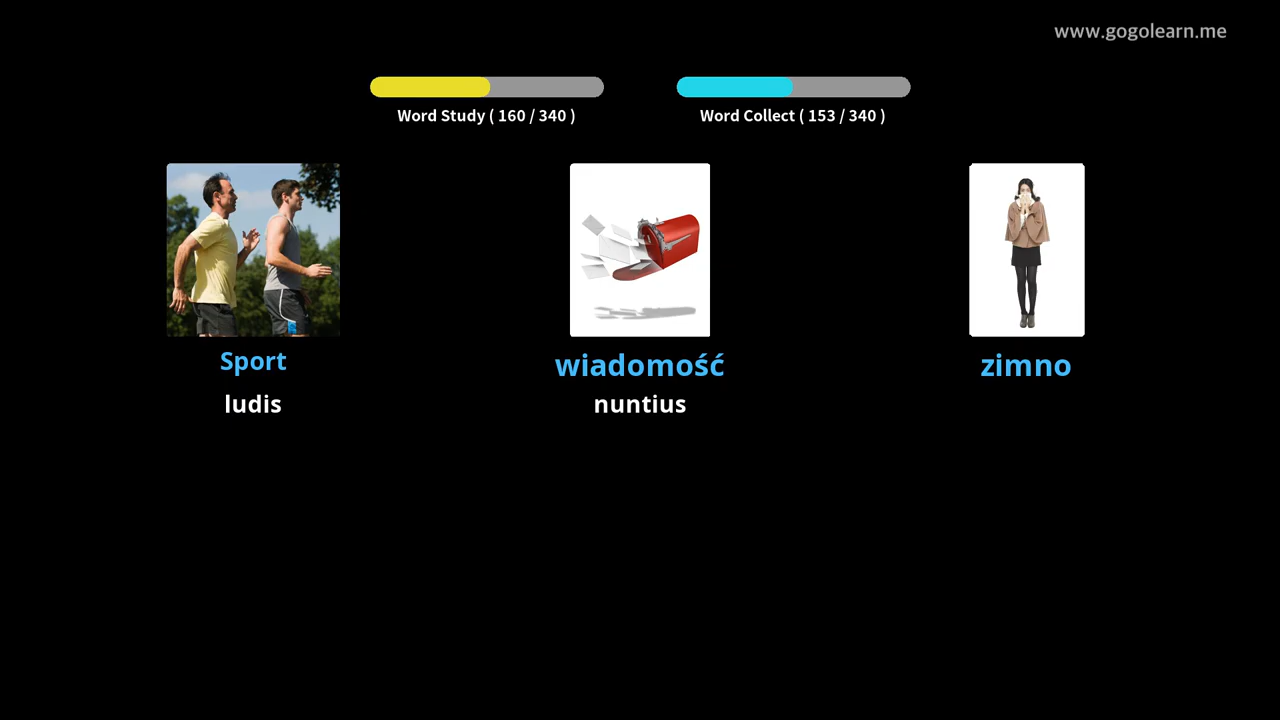 www.gogolearn.me
Word Study ( 160 / 340 )
Word Collect ( 153 / 340 )
Sport
ludis
wiadomość
nuntius
zimno